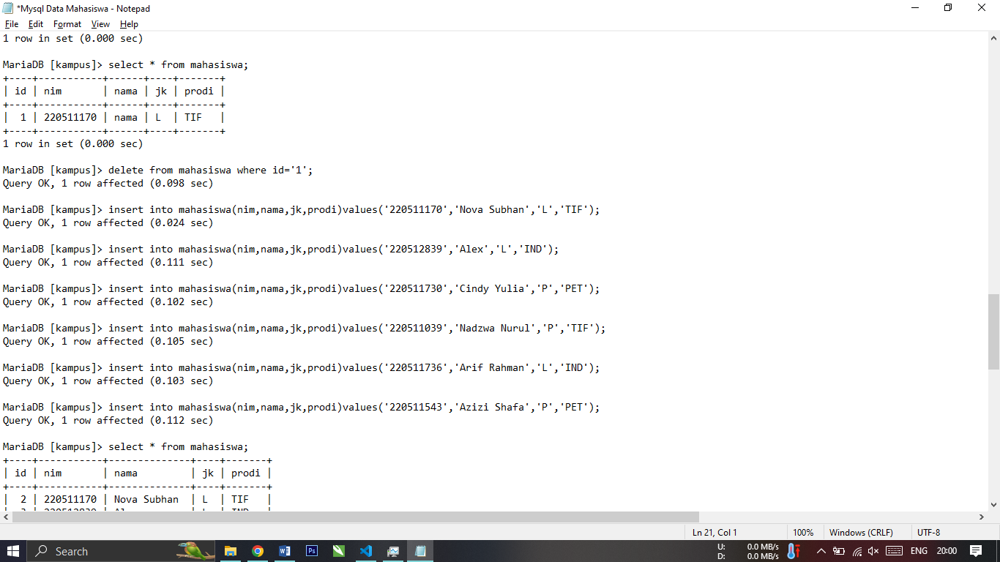 *Mysql Data Mahasiswa - Notepad
File Edit Format View Help
1 row in set (0.000 sec)
MariaDB [kampus]> select * from mahasiswa;
+----+-----------+------+----+-------+
| id | nim       | nama | jk | prodi |
+----+-----------+------+----+-------+
|  1 | 220511170 | nama | L  | TIF   |
+----+-----------+------+----+-------+
1 row in set (0.000 sec)
MariaDB [kampus]> delete from mahasiswa where id='1';
Query OK, 1 row affected (0.098 sec)
MariaDB [kampus]> insert into mahasiswa(nim,nama,jk,prodi)values('220511170','Nova Subhan','L','TIF');
Query OK, 1 row affected (0.024 sec)
MariaDB [kampus]> insert into mahasiswa(nim,nama,jk,prodi)values('220512839','Alex','L','IND');
Query OK, 1 row affected (0.111 sec)
MariaDB [kampus]> insert into mahasiswa(nim,nama,jk,prodi)values('220511730','Cindy Yulia','P','PET');
Query OK, 1 row affected (0.102 sec)
MariaDB [kampus]> insert into mahasiswa(nim,nama,jk,prodi)values('220511039','Nadzwa Nurul','P','TIF');
Query OK, 1 row affected (0.105 sec)
MariaDB [kampus]> insert into mahasiswa(nim,nama,jk,prodi)values('220511736','Arif Rahman','L','IND');
Query OK, 1 row affected (0.103 sec)
MariaDB [kampus]> insert into mahasiswa(nim,nama,jk,prodi)values('220511543','Azizi Shafa','P','PET');
Query OK, 1 row affected (0.112 sec)
MariaDB [kampus]> select * from mahasiswa;
+----+-----------+--------------+----+-------+
| id | nim       | nama         | jk | prodi |
+----+-----------+--------------+----+-------+
|  2 | 220511170 | Nova Subhan  | L  | TIF   |
Ln 21, Col 1 100% Windows (CRLF) UTF-8
Search Ps U: 0.0 MB/s ENG 20:00
D: 0.0 MB/s